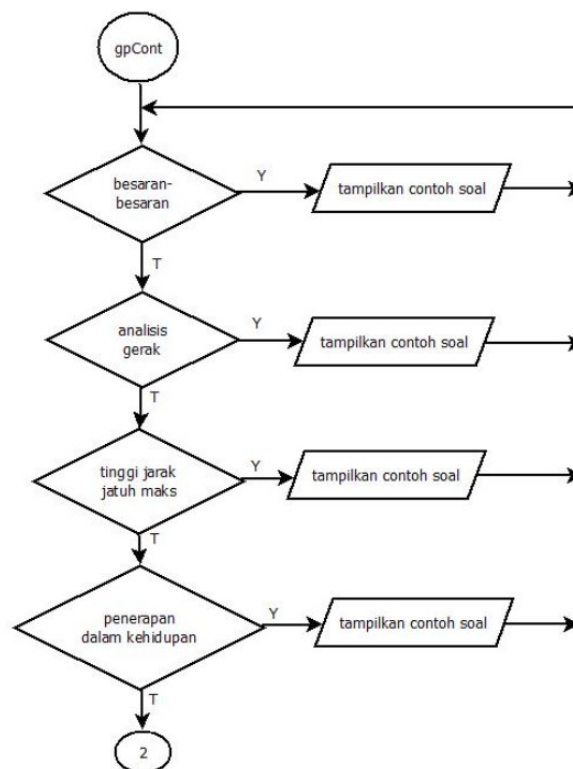 gpCont
besaran-
besaran
Y
tampilkan contoh soal
T
analisis
gerak
Y
tampilkan contoh soal
T
tinggi jarak
jatuh maks
Y
tampilkan contoh soal
T
penerapan
dalam kehidupan
Y
tampilkan contoh soal
T
2